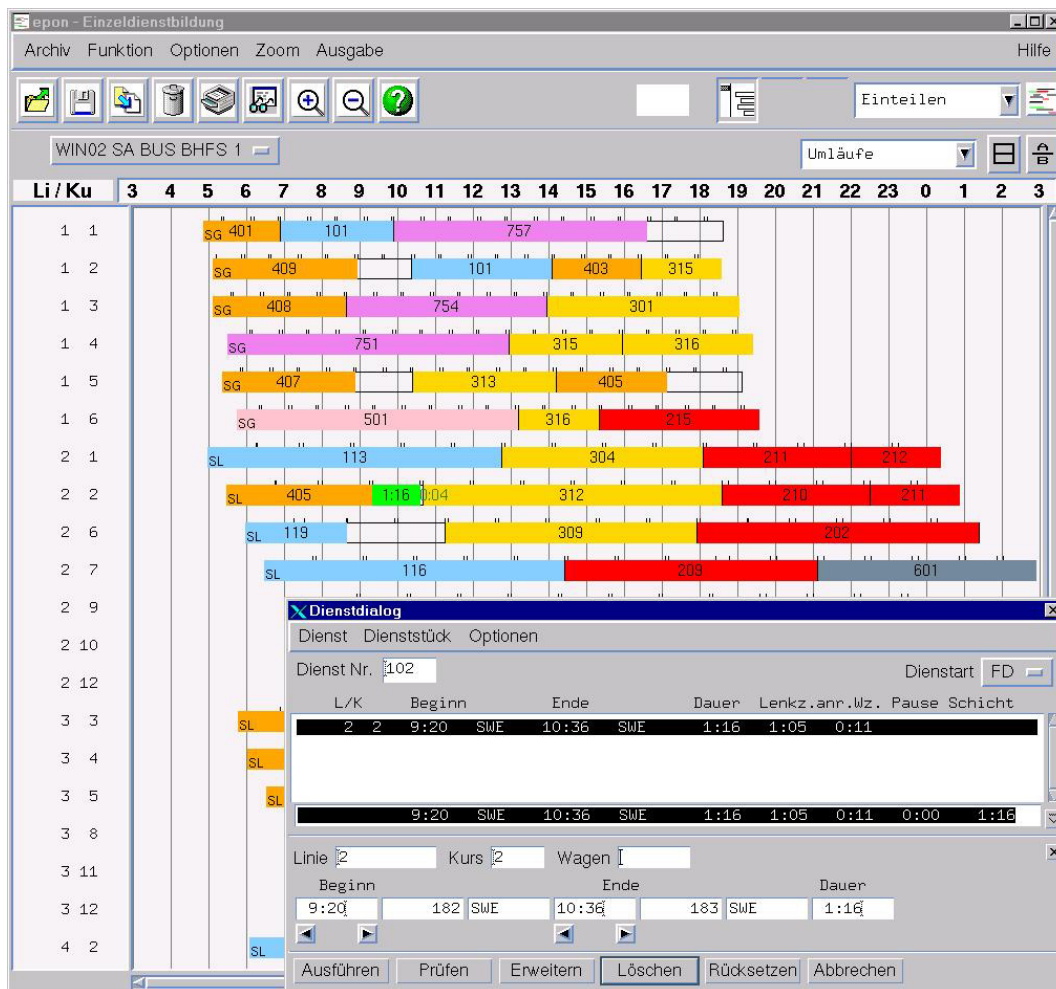 epon - Einzeldienstbildung
Archiv Funktion Optionen Zoom Ausgabe Hilfe
Einteilen
WIN02 SA BUS BHFS 1 Umläufe A B
Li / Ku 3 4 5 6 7 8 9 10 11 12 13 14 15 16 17 18 19 20 21 22 23 0 1 2 3
1 1 SG 401 101 757
1 2 SG 409 101 403 315
1 3 SG 408 754 301
1 4 SG 751 315 316
1 5 SG 407 313 405
1 6 SG 501 316 215
2 1 SL 113 304 211 212
2 2 SL 405 1:16 0:04 312 210 211
2 6 SL 119 309 202
2 7 SL 116 209 601
2 9
2 10
2 12
3 3 SL
3 4 SL
3 5 SL
3 8
3 11
3 12
4 2 SL
Dienstdialog
Dienst Dienststück Optionen
Dienst Nr. 102 Dienstart FD
L/K Beginn Ende Dauer Lenkz.anr.Wz. Pause Schicht
2 2 9:20 SWE 10:36 SWE 1:16 1:05 0:11
9:20 SWE 10:36 SWE 1:16 1:05 0:11 0:00 1:16
Linie 2 Kurs 2 Wagen
Beginn Ende Dauer
9:20 182 SWE 10:36 183 SWE 1:16
Ausführen Prüfen Erweitern Löschen Rücksetzen Abbrechen